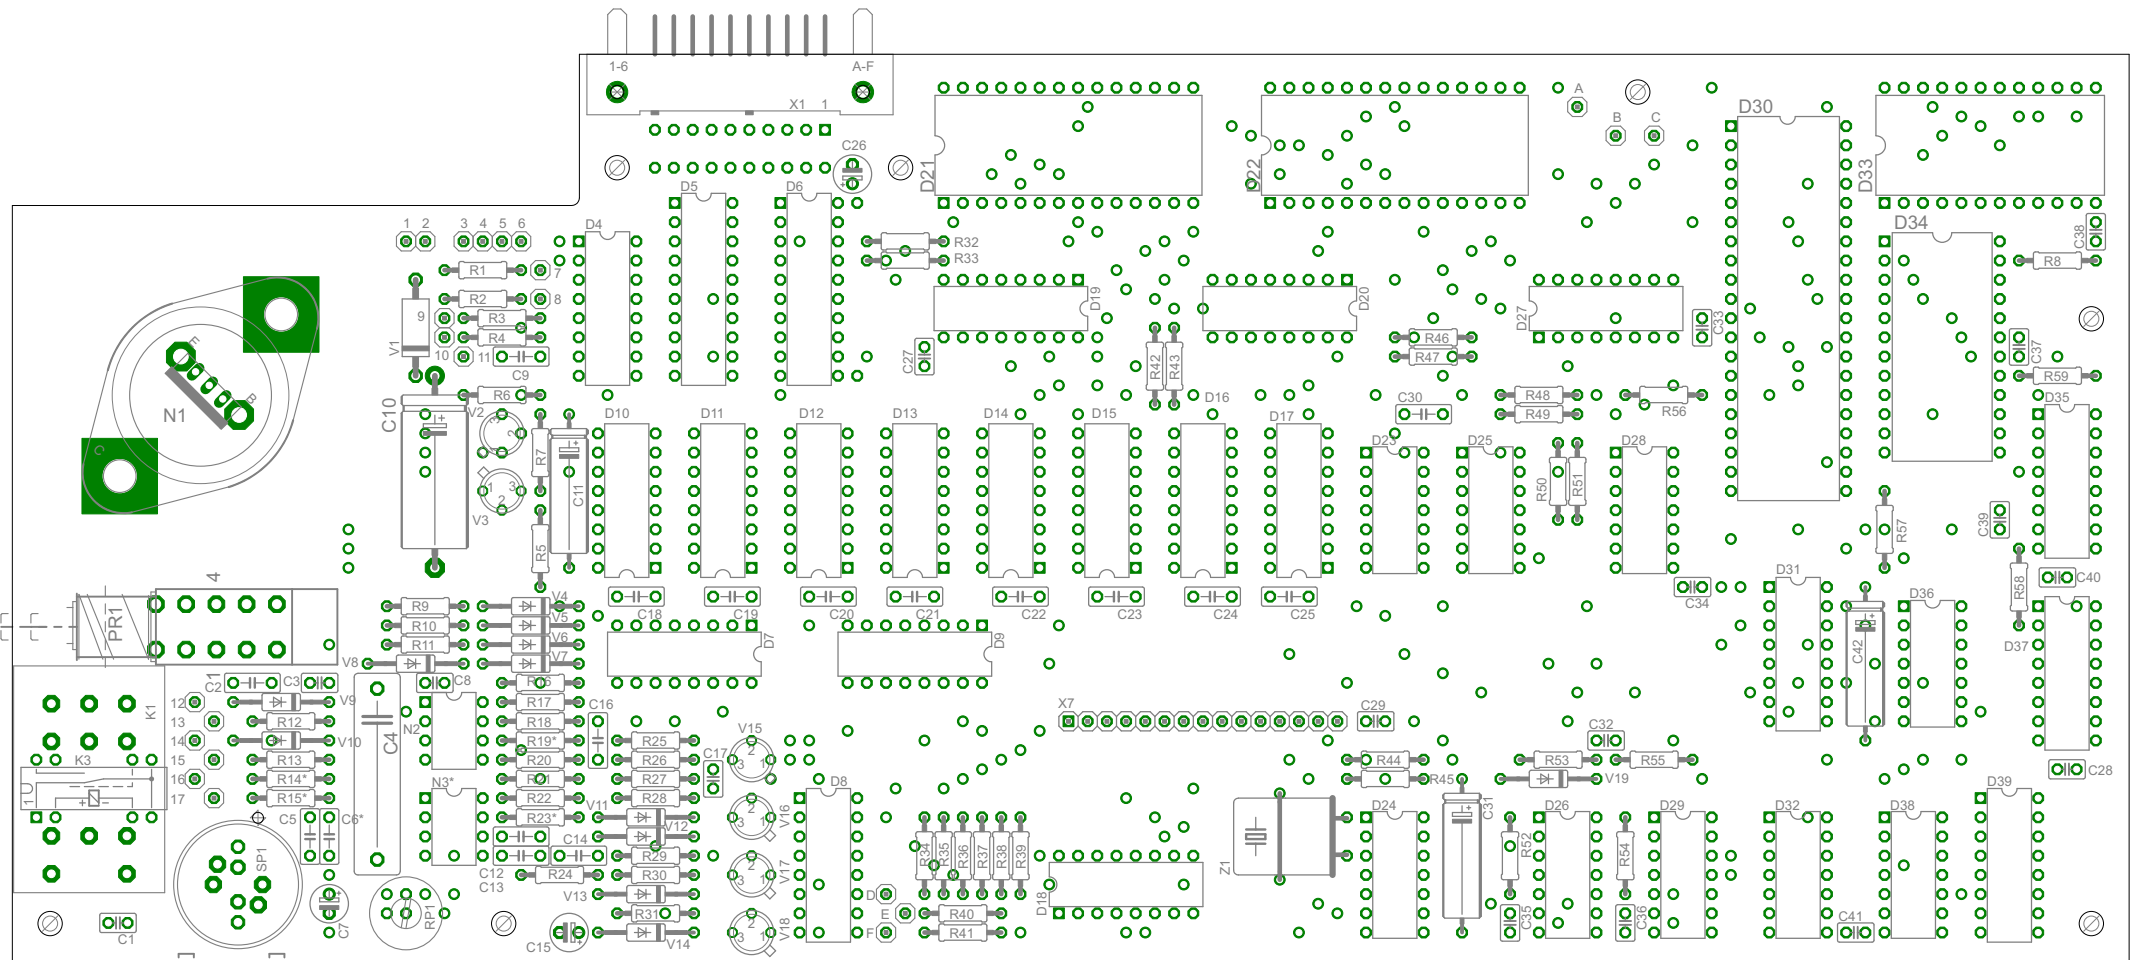 1-6 A-F
X1 1
A
B C
D30
C26
D21 D22 D33
D5 D6
1 2 3 4 5 6
D4
D34
C38
R32
R33
R1 7
R8
R2 8
D19 D20 D27 C33
9 R3
R4
V1 10 11
C27
R42 R43
R46
R47
C37
E
C9
R59
N1 B
C10
R6
R48
R49
R56
C
V2 3 2
D10 D11 D12 D13 D14 D15 D16 D17
C30
D35
R7 C11
D23 D25 D28
1 3 2
V3
R50 R51
R5
R57
C39
R58
4
PR1
D31
C40
C18 C19 C20 C21 C22 C23 C24 C25
C34
D36
R9 V4
R10 V5
R11 V6
V8 V7
D7 D9
C42
D37
C2 1 C3 C8
R16
12 V9 R17
K1
13 R12 N2 R18 C16
X7
C29
14 V10 R19* R25
C4
V15
C32
K3 15 R13 R20 R26
R44 R53 R55
16 R14* N3* R21 R27 C17
R45 V19
D8
C28
1 17 R15* R22 R28
V11
D39
C5 C6* R23* V12
V16
D24 C31 D26 D29 D32 D38
C14 R29
SP1
C12
C13 R24 R30
V17
R34 R35 R36 R37 R38 R39
Z1
R52 R54
V13
D
C7 RP1 R31
E R40
D18
C35 C36 C41
C1 C15 V14
V18
F R41